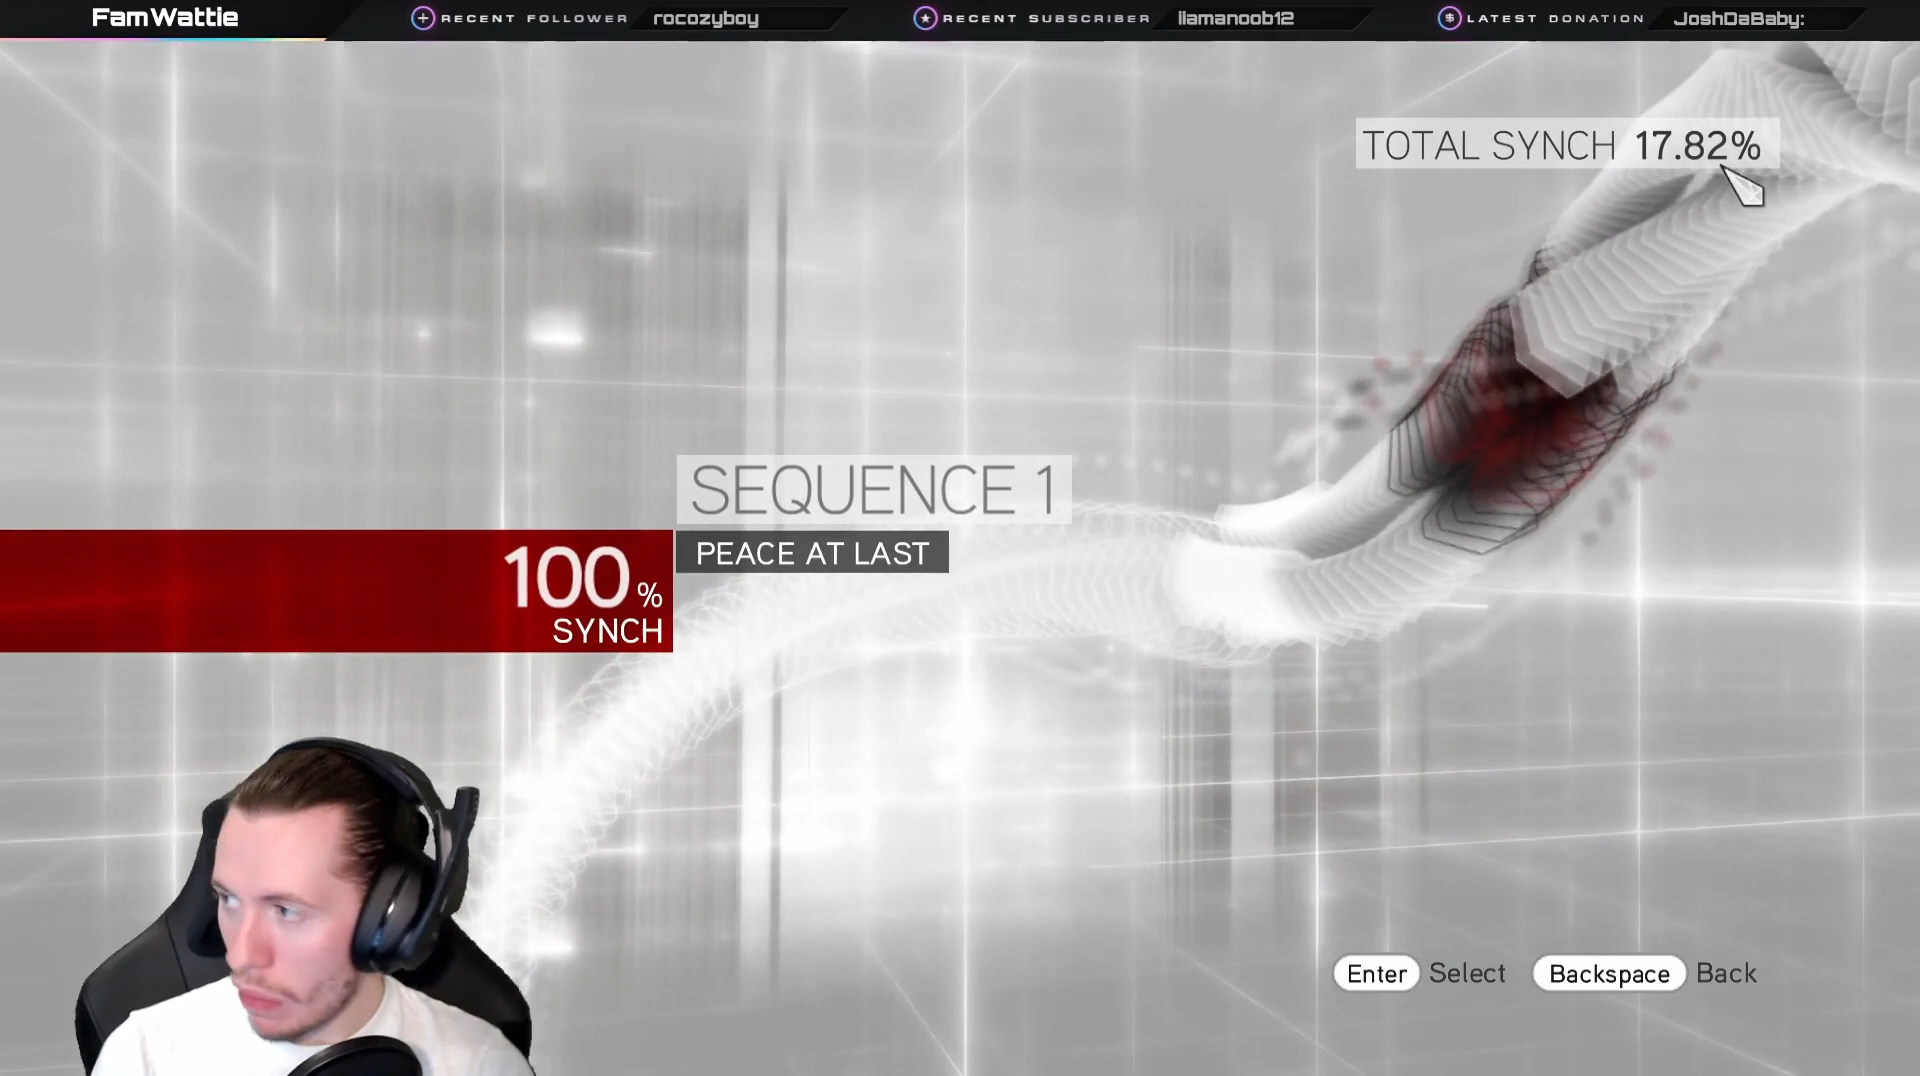 FamWattie
RECENT FOLLOWER rocozyboy
RECENT SUBSCRIBER llamanoob12
LATEST DONATION JoshDaBaby:
TOTAL SYNCH 17.82%
SEQUENCE 1
PEACE AT LAST
100%
SYNCH
Enter Select Backspace Back